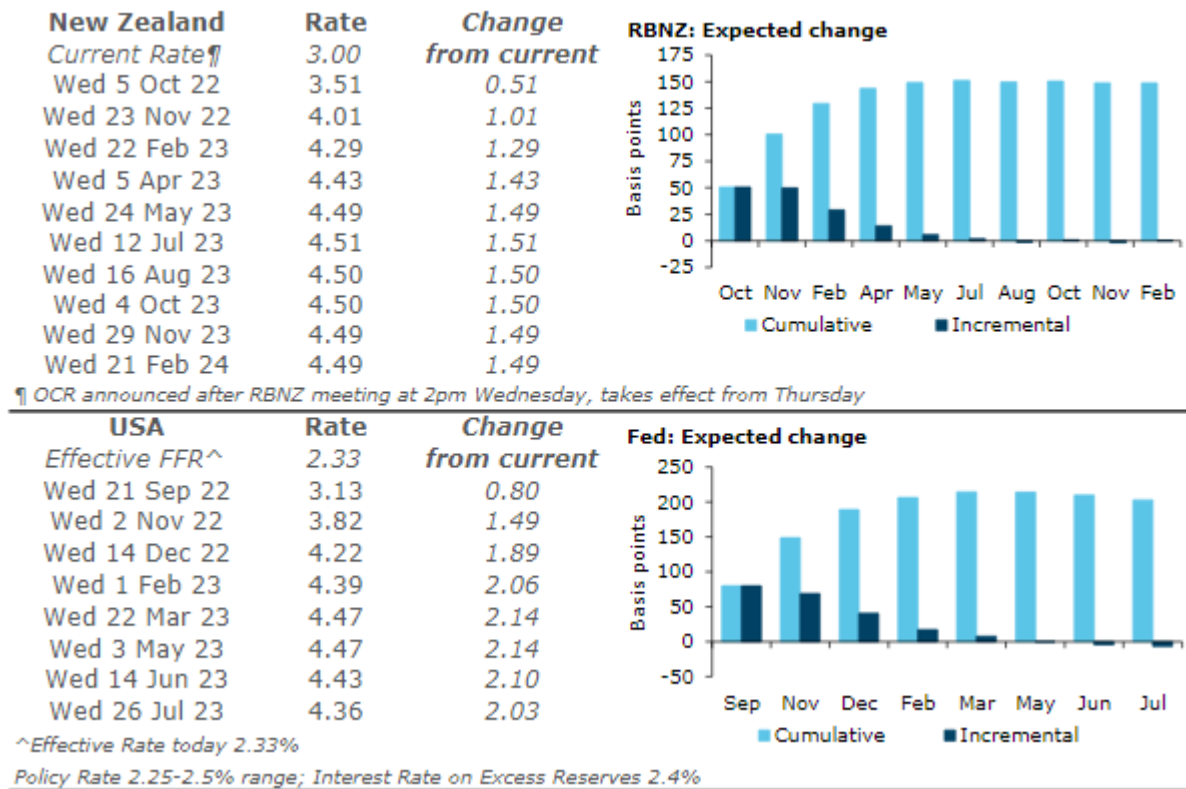 New Zealand Rate Change
Current Rate¶ 3.00 from current
Wed 5 Oct 22 3.51 0.51
Wed 23 Nov 22 4.01 1.01
Wed 22 Feb 23 4.29 1.29
Wed 5 Apr 23 4.43 1.43
Wed 24 May 23 4.49 1.49
Wed 12 Jul 23 4.51 1.51
Wed 16 Aug 23 4.50 1.50
Wed 4 Oct 23 4.50 1.50
Wed 29 Nov 23 4.49 1.49
Wed 21 Feb 24 4.49 1.49
RBNZ: Expected change
175
150
125
100
75
50
25
0
-25
Basis points
Oct Nov Feb Apr May Jul Aug Oct Nov Feb
Cumulative Incremental
¶ OCR announced after RBNZ meeting at 2pm Wednesday, takes effect from Thursday
USA Rate Change
Effective FFR^ 2.33 from current
Wed 21 Sep 22 3.13 0.80
Wed 2 Nov 22 3.82 1.49
Wed 14 Dec 22 4.22 1.89
Wed 1 Feb 23 4.39 2.06
Wed 22 Mar 23 4.47 2.14
Wed 3 May 23 4.47 2.14
Wed 14 Jun 23 4.43 2.10
Wed 26 Jul 23 4.36 2.03
Fed: Expected change
250
200
150
100
50
0
-50
Basis points
Sep Nov Dec Feb Mar May Jun Jul
Cumulative Incremental
^Effective Rate today 2.33%
Policy Rate 2.25-2.5% range; Interest Rate on Excess Reserves 2.4%